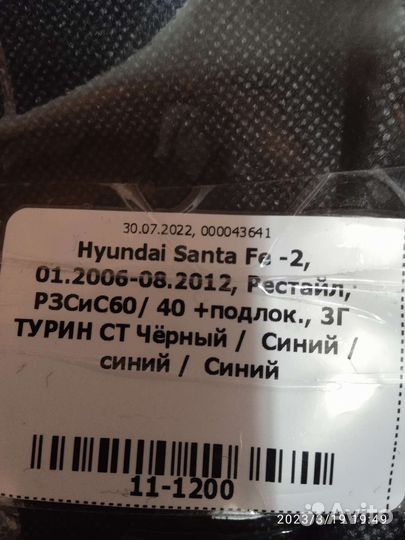 30.07.2022, 000043641
Hyundai Santa Fe -2,
01.2006-08.2012, Рестайл,
РЗСиС60/ 40 +подлок., 3Г
ТУРИН СТ Чёрный / Синий /
синий / Синий
11-1200
Avito
2023/3/19 19:49